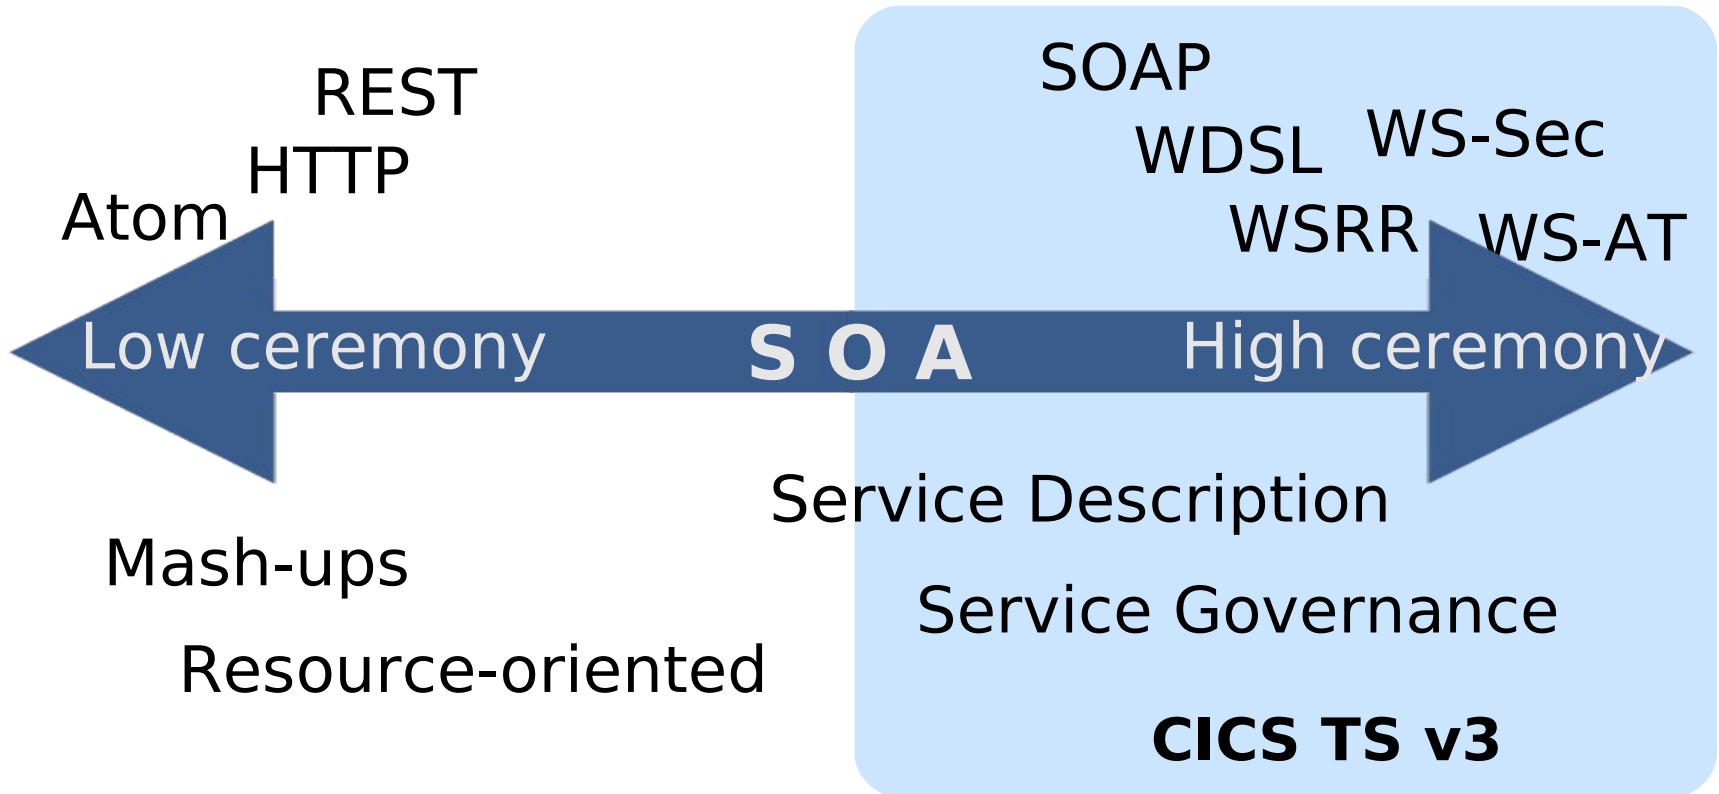 REST
HTTP
Atom
SOAP
WDSL
WS-Sec
WSRR
WS-AT
Low ceremony
S O A
High ceremony
Service Description
Mash-ups
Service Governance
Resource-oriented
CICS TS v3